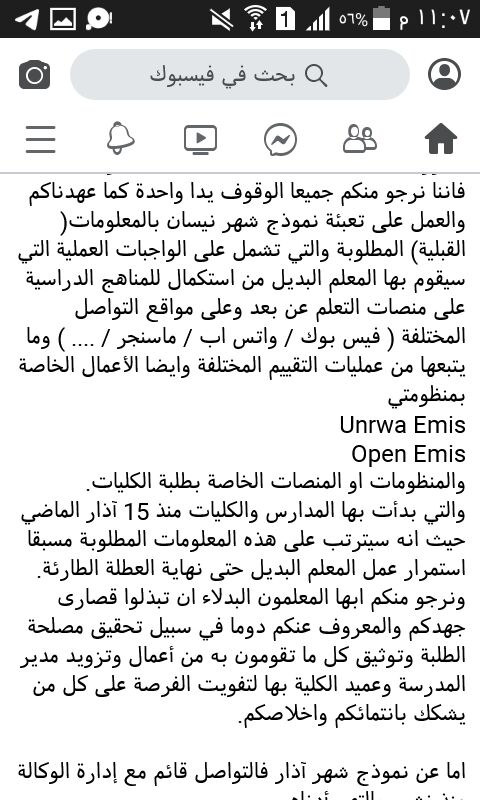 ١١:٠٧ م ٥٦%
1
بحث في فيسبوك
فاننا نرجو منكم جميعا الوقوف يدا واحدة كما عهدناكم
والعمل على تعبئة نموذج شهر نيسان بالمعلومات(
القبلية) المطلوبة والتي تشمل على الواجبات العملية التي
سيقوم بها المعلم البديل من استكمال للمناهج الدراسية
على منصات التعلم عن بعد وعلى مواقع التواصل
المختلفة ( فيس بوك / واتس اب / ماسنجر / .... ) وما
يتبعها من عمليات التقييم المختلفة وايضا الأعمال الخاصة
بمنظومتي
Unrwa Emis
Open Emis
والمنظومات او المنصات الخاصة بطلبة الكليات.
والتي بدأت بها المدارس والكليات منذ 15 آذار الماضي
حيث انه سيترتب على هذه المعلومات المطلوبة مسبقا
استمرار عمل المعلم البديل حتى نهاية العطلة الطارئة.
ونرجو منكم ايها المعلمون البدلاء ان تبذلوا قصارى
جهدكم والمعروف عنكم دوما في سبيل تحقيق مصلحة
الطلبة وتوثيق كل ما تقومون به من أعمال وتزويد مدير
المدرسة وعميد الكلية بها لتفويت الفرصة على كل من
يشكك بانتمائكم واخلاصكم.
اما عن نموذج شهر آذار فالتواصل قائم مع إدارة الوكالة